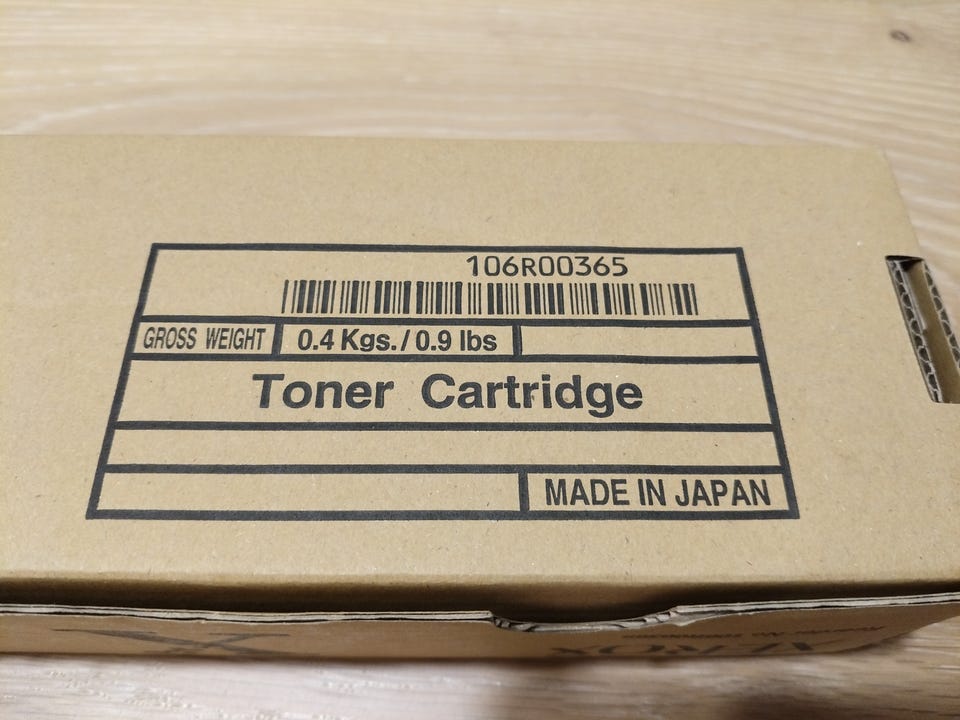 106R00365
GROSS WEIGHT 0.4 Kgs. / 0.9 lbs
Toner Cartridge
MADE IN JAPAN